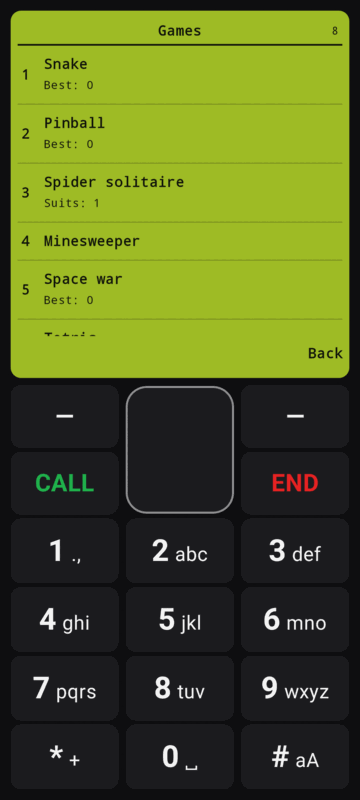 Games 8
1 Snake
Best: 0
2 Pinball
Best: 0
3 Spider solitaire
Suits: 1
4 Minesweeper
5 Space war
Best: 0
Back
CALL
END
1 .,
2 abc
3 def
4 ghi
5 jkl
6 mno
7 pqrs
8 tuv
9 wxyz
* +
0 ⎵
# aA